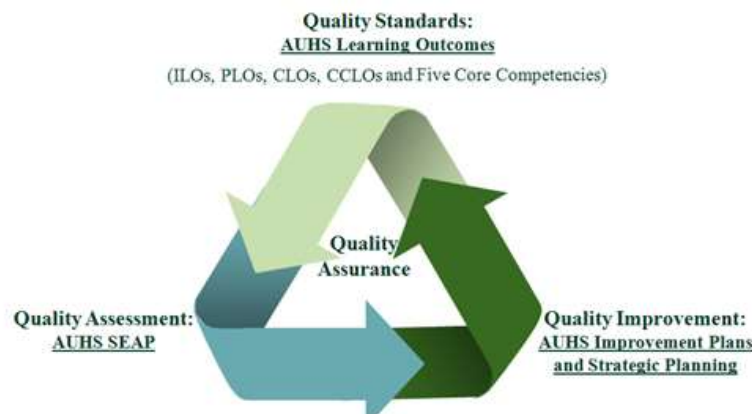 Quality Standards:
AUHS Learning Outcomes
(ILOs, PLOs, CLOs, CCLOs and Five Core Competencies)
Quality
Assurance
Quality Assessment:
AUHS SEAP
Quality Improvement:
AUHS Improvement Plans
and Strategic Planning